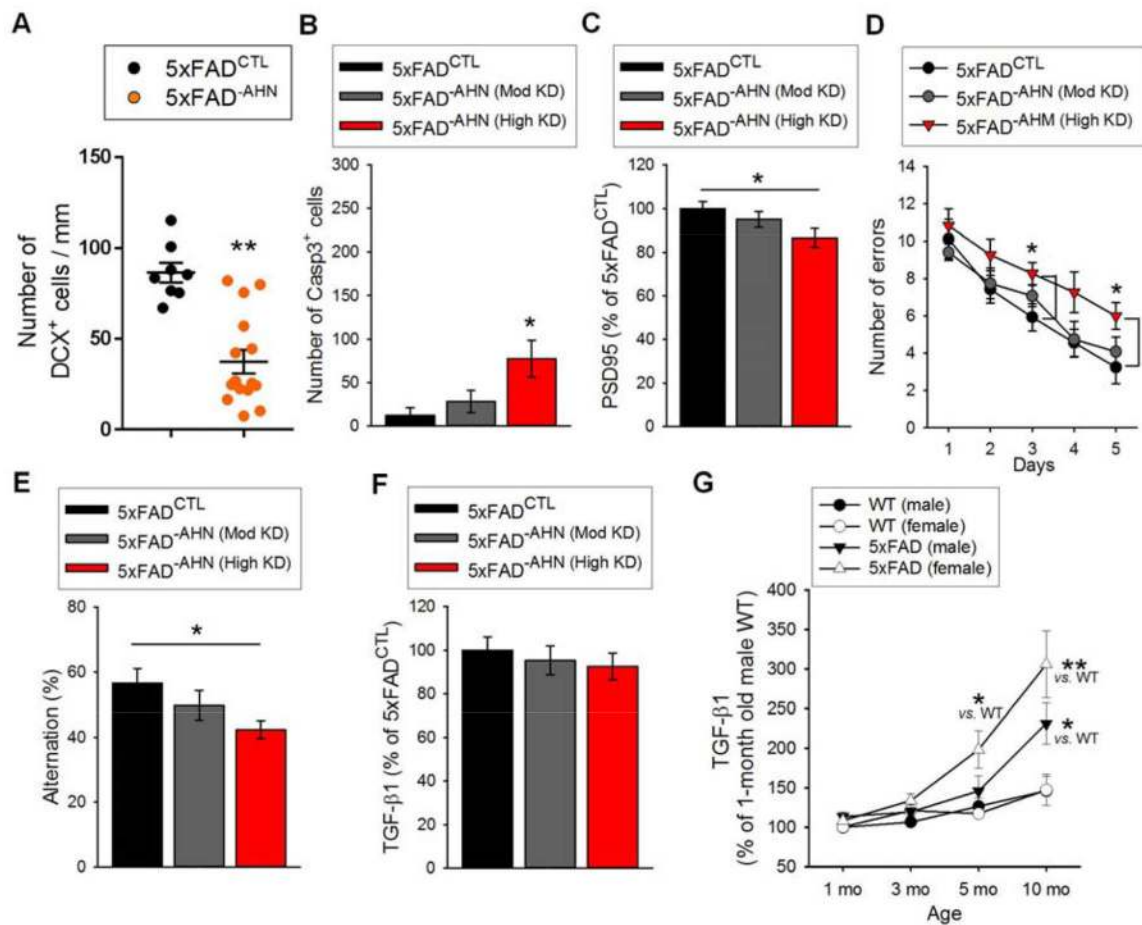 A
5xFAD^CTL
5xFAD^-AHN
Number of
DCX+ cells / mm
150
100
50
0
**
B
5xFAD^CTL
5xFAD^-AHN (Mod KD)
5xFAD^-AHN (High KD)
Number of Casp3+ cells
300
250
200
150
100
50
0
*
C
5xFAD^CTL
5xFAD^-AHN (Mod KD)
5xFAD^-AHN (High KD)
PSD95 (% of 5xFAD^CTL)
120
100
80
60
40
20
0
*
D
5xFAD^CTL
5xFAD^-AHN (Mod KD)
5xFAD^-AHM (High KD)
Number of errors
14
12
10
8
6
4
2
0
*
*
1 2 3 4 5
Days
E
5xFAD^CTL
5xFAD^-AHN (Mod KD)
5xFAD^-AHN (High KD)
Alternation (%)
80
60
40
20
0
*
F
5xFAD^CTL
5xFAD^-AHN (Mod KD)
5xFAD^-AHN (High KD)
TGF-β1 (% of 5xFAD^CTL)
120
100
80
60
40
20
0
G
WT (male)
WT (female)
5xFAD (male)
5xFAD (female)
TGF-β1
(% of 1-month old male WT)
400
350
300
250
200
150
100
50
*
vs. WT
**
vs. WT
*
vs. WT
1 mo 3 mo 5 mo 10 mo
Age